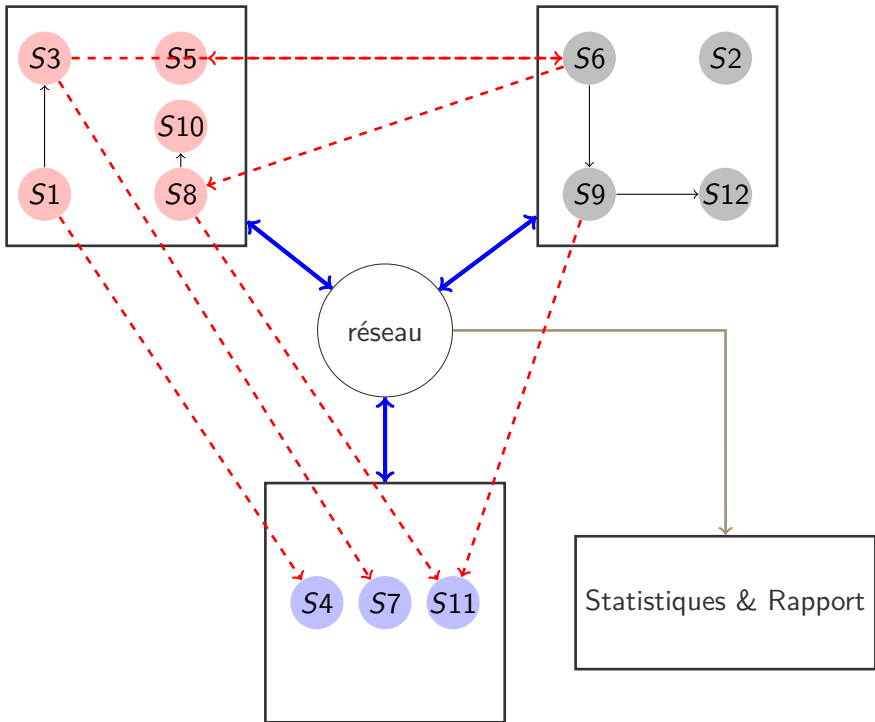 S3
S5
S6
S2
S10
S1
S8
S9
S12
réseau
S4
S7
S11
Statistiques & Rapport